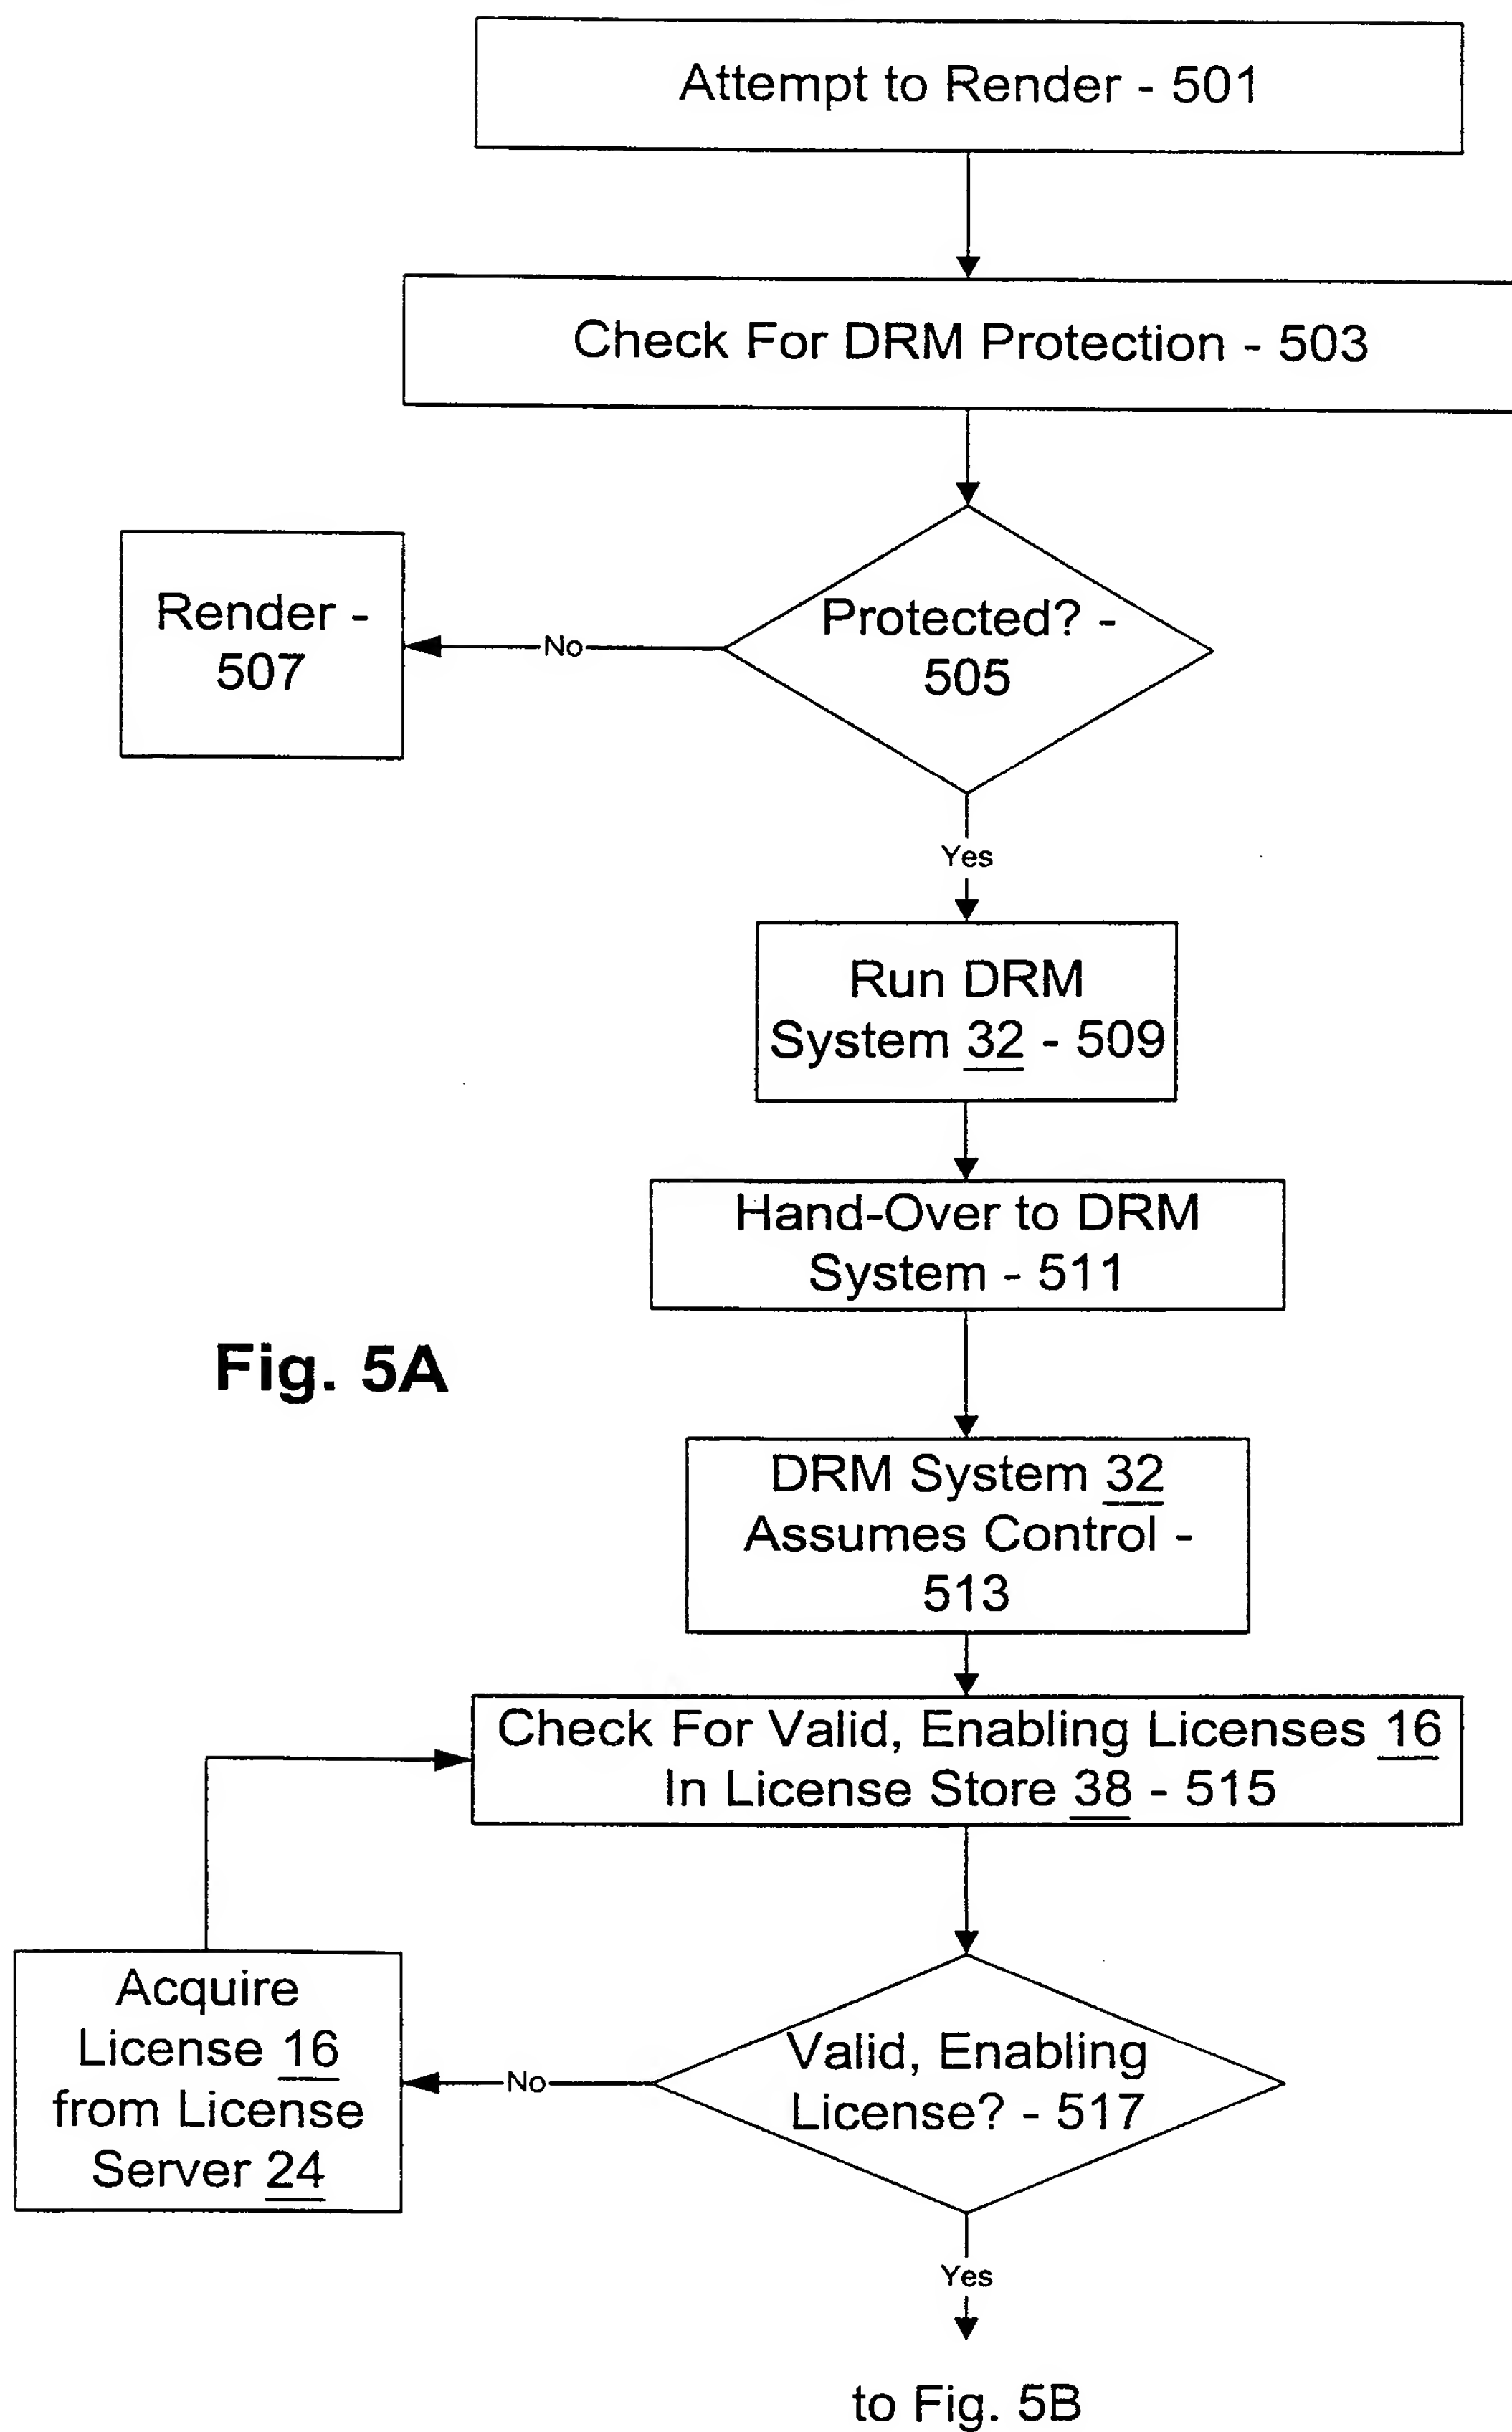 Attempt to Render - 501
Check For DRM Protection - 503
Protected? -
505
No
Render -
507
Yes
Run DRM
System 32 - 509
Hand-Over to DRM
System - 511
Fig. 5A
DRM System 32
Assumes Control -
513
Check For Valid, Enabling Licenses 16
In License Store 38 - 515
Valid, Enabling
License? - 517
No
Acquire
License 16
from License
Server 24
Yes
to Fig. 5B